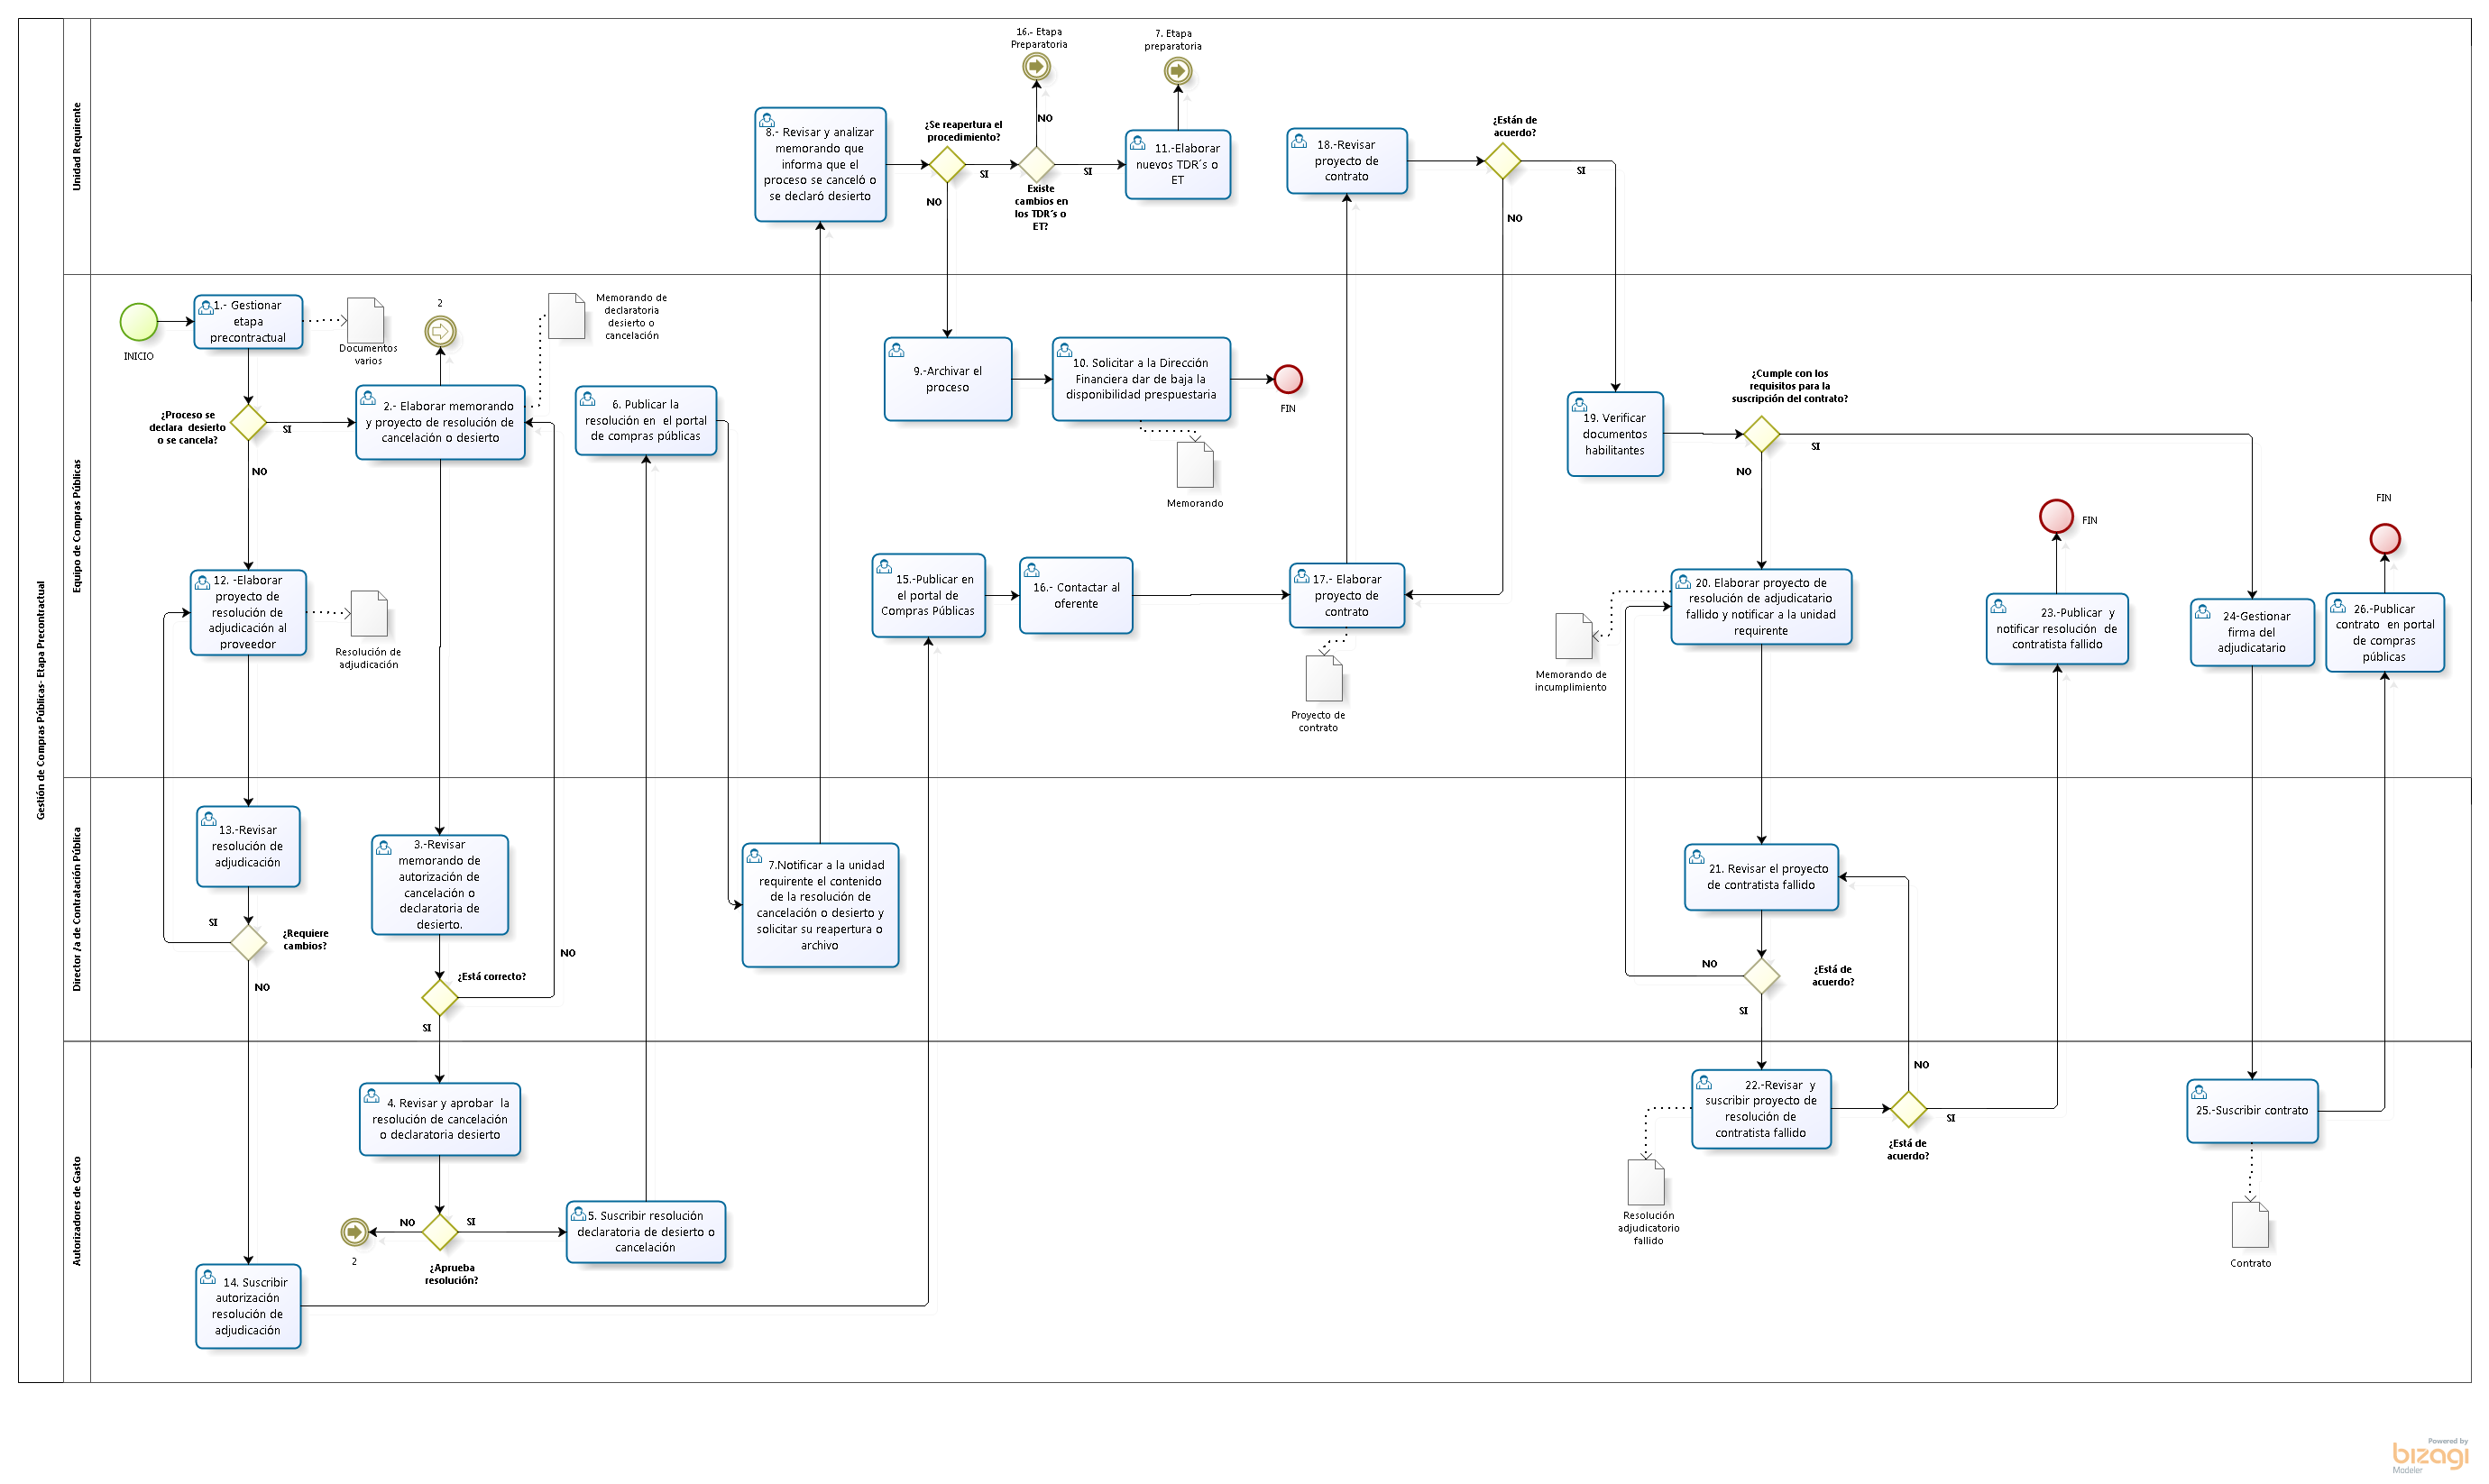 Gestión de Compras Públicas- Etapa Precontractual
Unidad Requirente
16.- Etapa
Preparatoria
7. Etapa
preparatoria
8.- Revisar y analizar
memorando que
informa que el
proceso se canceló o
se declaró desierto
¿Se reapertura el
procedimiento?
SI
NO
NO
Existe
cambios en
los TDR´s o
ET?
SI
11.-Elaborar
nuevos TDR´s o
ET
18.-Revisar
proyecto de
contrato
¿Están de
acuerdo?
SI
NO
Equipo de Compras Públicas
INICIO
1.- Gestionar
etapa
precontractual
Documentos
varios
2
Memorando de
declaratoria
desierto o
cancelación
¿Proceso se
declara  desierto
o se cancela?
SI
NO
2.- Elaborar memorando
y proyecto de resolución de
cancelación o desierto
6. Publicar la
resolución en  el portal
de compras públicas
9.-Archivar el
proceso
10. Solicitar a la Dirección
Financiera dar de baja la
disponibilidad prespuestaria
FIN
Memorando
19. Verificar
documentos
habilitantes
¿Cumple con los
requisitos para la
suscripción del contrato?
SI
NO
12. -Elaborar
proyecto de
resolución de
adjudicación al
proveedor
Resolución de
adjudicación
15.-Publicar en
el portal de
Compras Públicas
16.- Contactar al
oferente
17.- Elaborar
proyecto de
contrato
Proyecto de
contrato
20. Elaborar proyecto de
resolución de adjudicatario
fallido y notificar a la unidad
requirente
Memorando de
incumplimiento
FIN
23.-Publicar  y
notificar resolución  de
contratista fallido
24-Gestionar
firma del
adjudicatario
FIN
26.-Publicar
contrato  en portal
de compras
públicas
Director /a de Contratación Pública
13.-Revisar
resolución de
adjudicación
SI
¿Requiere
cambios?
NO
3.-Revisar
memorando de
autorización de
cancelación o
declaratoria de
desierto.
¿Está correcto?
NO
SI
7.Notificar a la unidad
requirente el contenido
de la resolución de
cancelación o desierto y
solicitar su reapertura o
archivo
21. Revisar el proyecto
de contratista fallido
NO
¿Está de
acuerdo?
SI
Autorizadores de Gasto
4. Revisar y aprobar  la
resolución de cancelación
o declaratoria desierto
NO
SI
2
¿Aprueba
resolución?
5. Suscribir resolución
declaratoria de desierto o
cancelación
14. Suscribir
autorización
resolución de
adjudicación
22.-Revisar  y
suscribir proyecto de
resolución de
contratista fallido
NO
SI
¿Está de
acuerdo?
Resolución
adjudicatorio
fallido
25.-Suscribir contrato
Contrato
Powered by
bizagi
Modeler